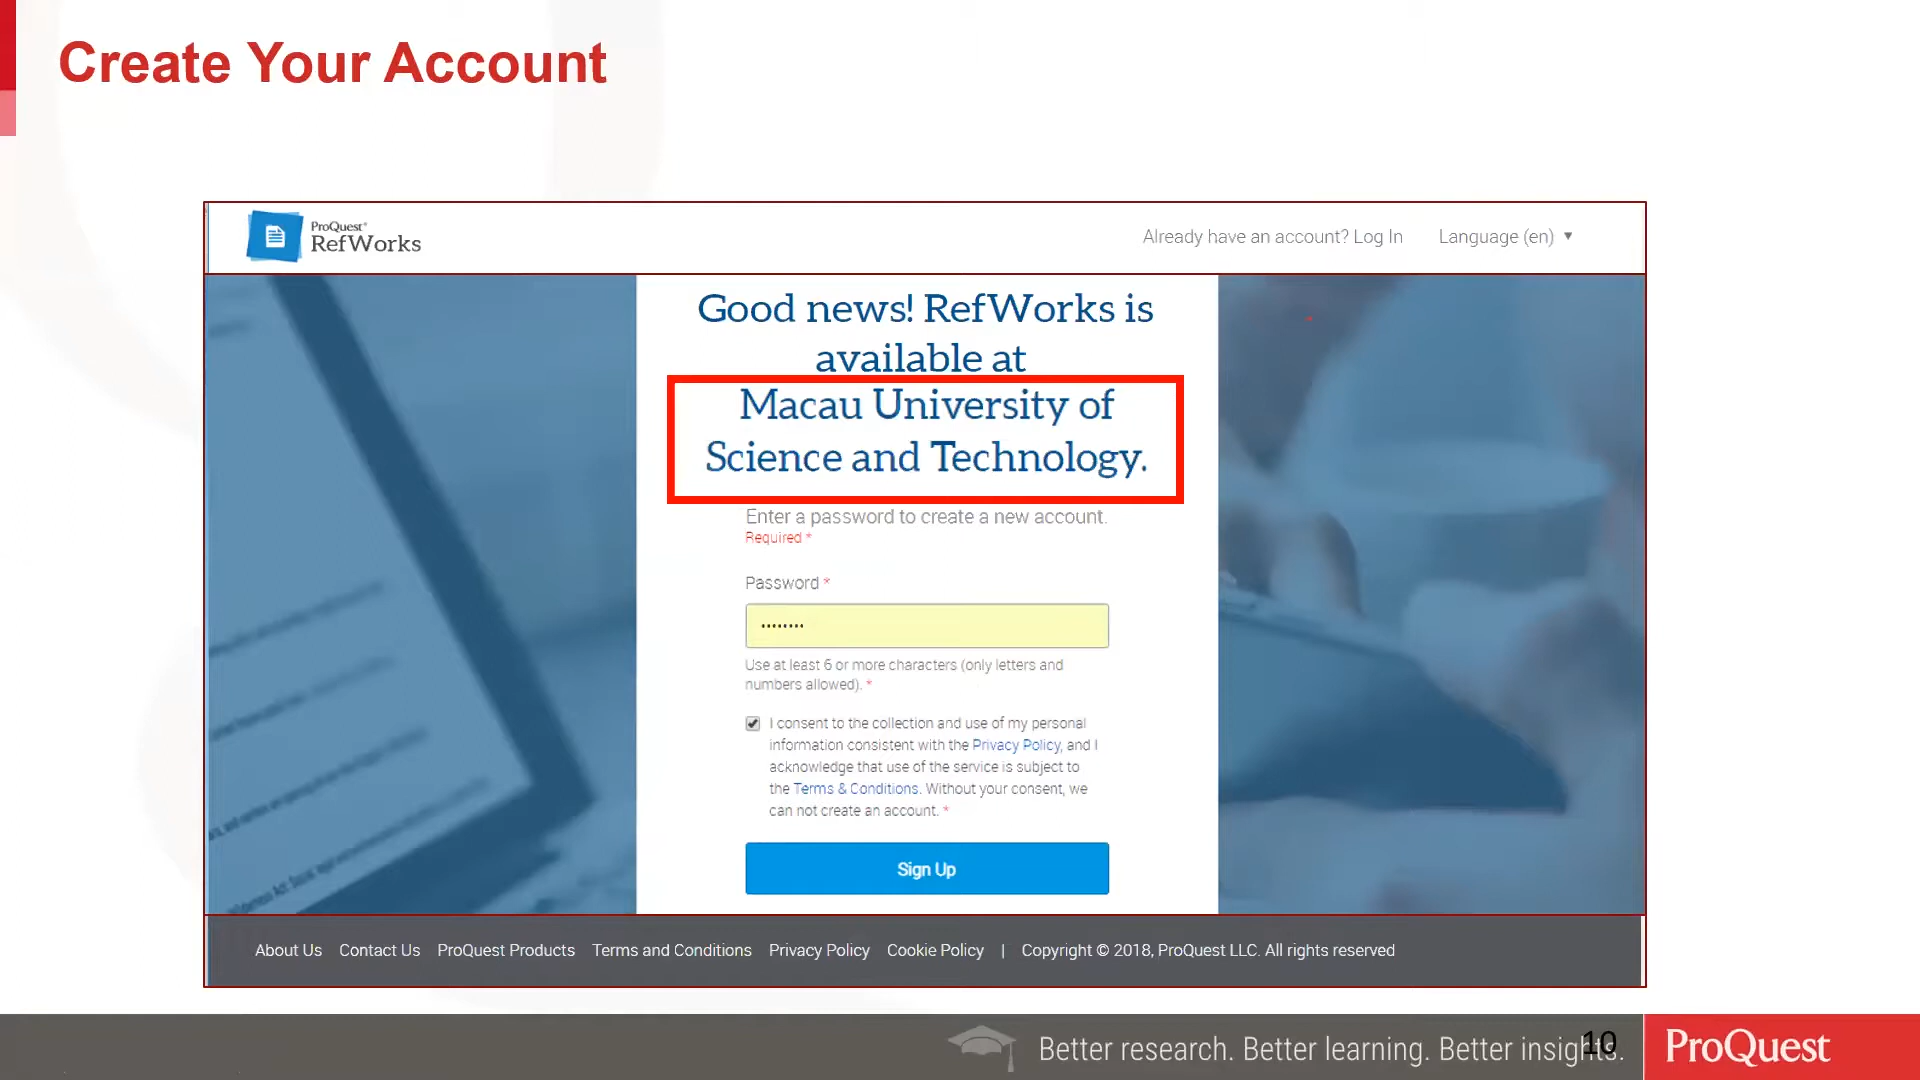 Create Your Account
ProQuest®
RefWorks
Already have an account? Log In Language (en) ▼
Good news! RefWorks is
available at
Macau University of
Science and Technology.
Enter a password to create a new account.
Required *
Password *
••••••••
Use at least 6 or more characters (only letters and
numbers allowed). *
I consent to the collection and use of my personal
information consistent with the Privacy Policy, and I
acknowledge that use of the service is subject to
the Terms & Conditions. Without your consent, we
can not create an account. *
Sign Up
About Us Contact Us ProQuest Products Terms and Conditions Privacy Policy Cookie Policy | Copyright © 2018, ProQuest LLC. All rights reserved
Better research. Better learning. Better insights.
10
ProQuest